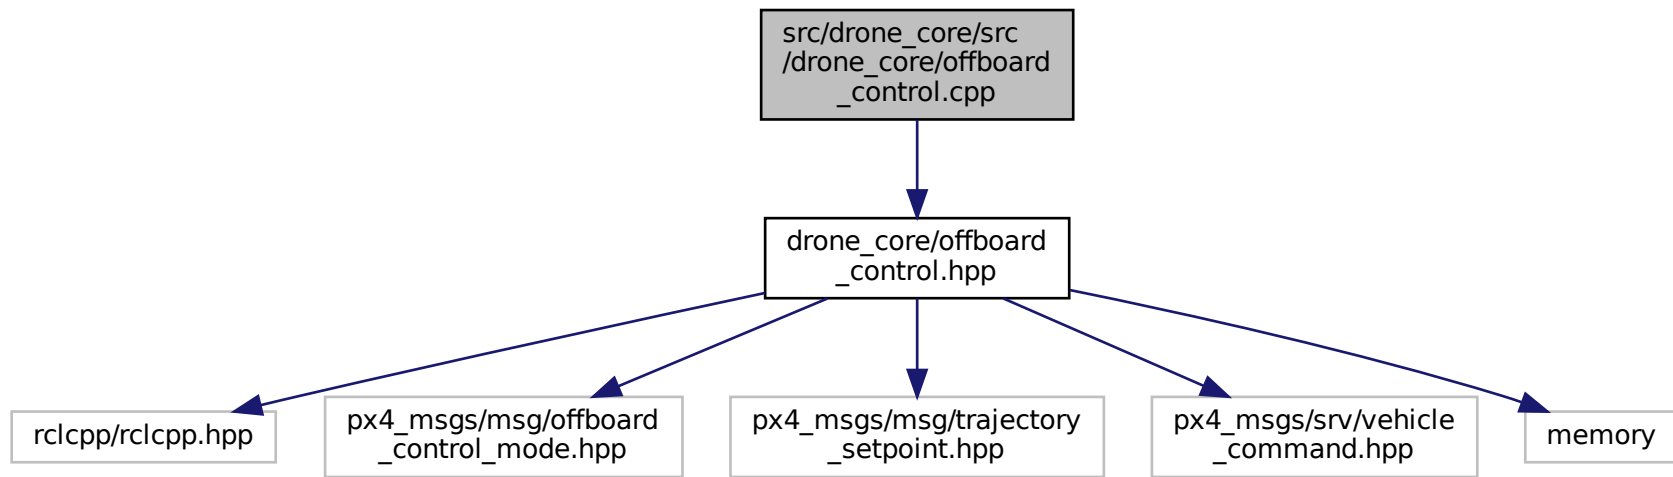 src/drone_core/src
/drone_core/offboard
_control.cpp
drone_core/offboard
_control.hpp
rclcpp/rclcpp.hpp
px4_msgs/msg/offboard
_control_mode.hpp
px4_msgs/msg/trajectory
_setpoint.hpp
px4_msgs/srv/vehicle
_command.hpp
memory